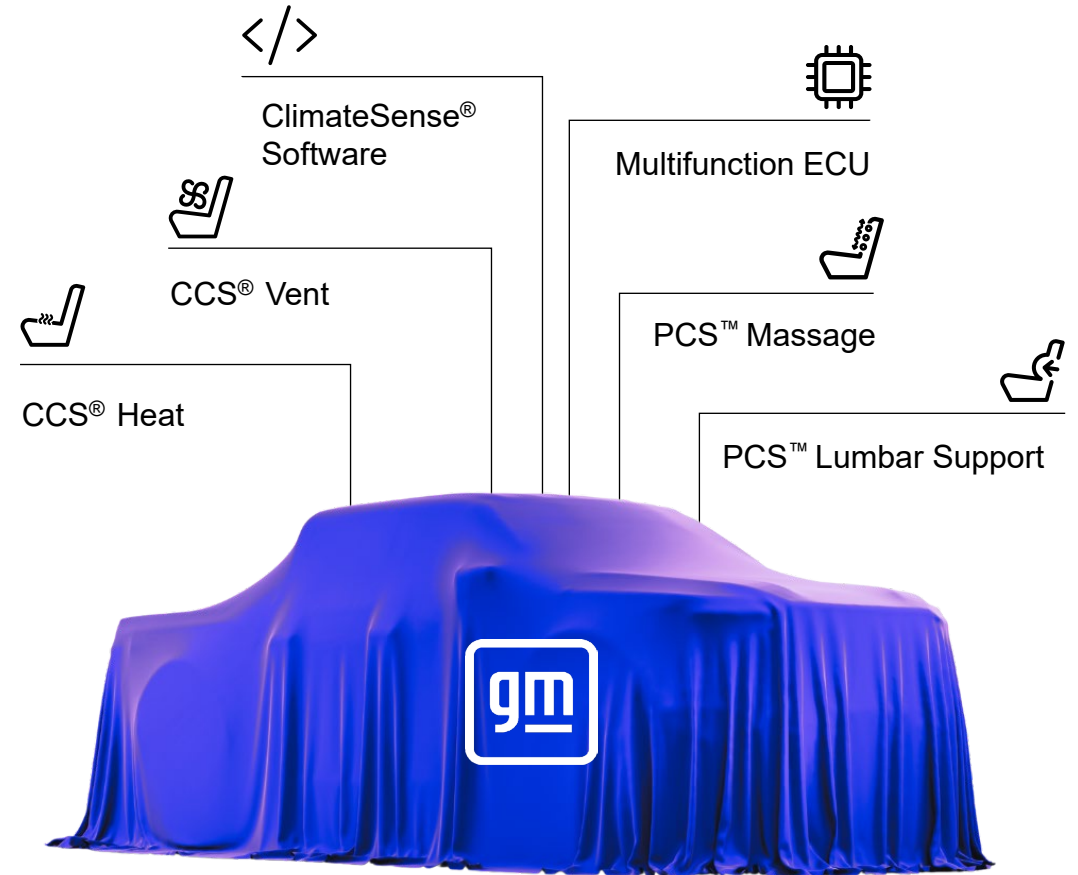 ClimateSense®
Software
Multifunction ECU
CCS® Vent
PCS™ Massage
CCS® Heat
PCS™ Lumbar Support
gm